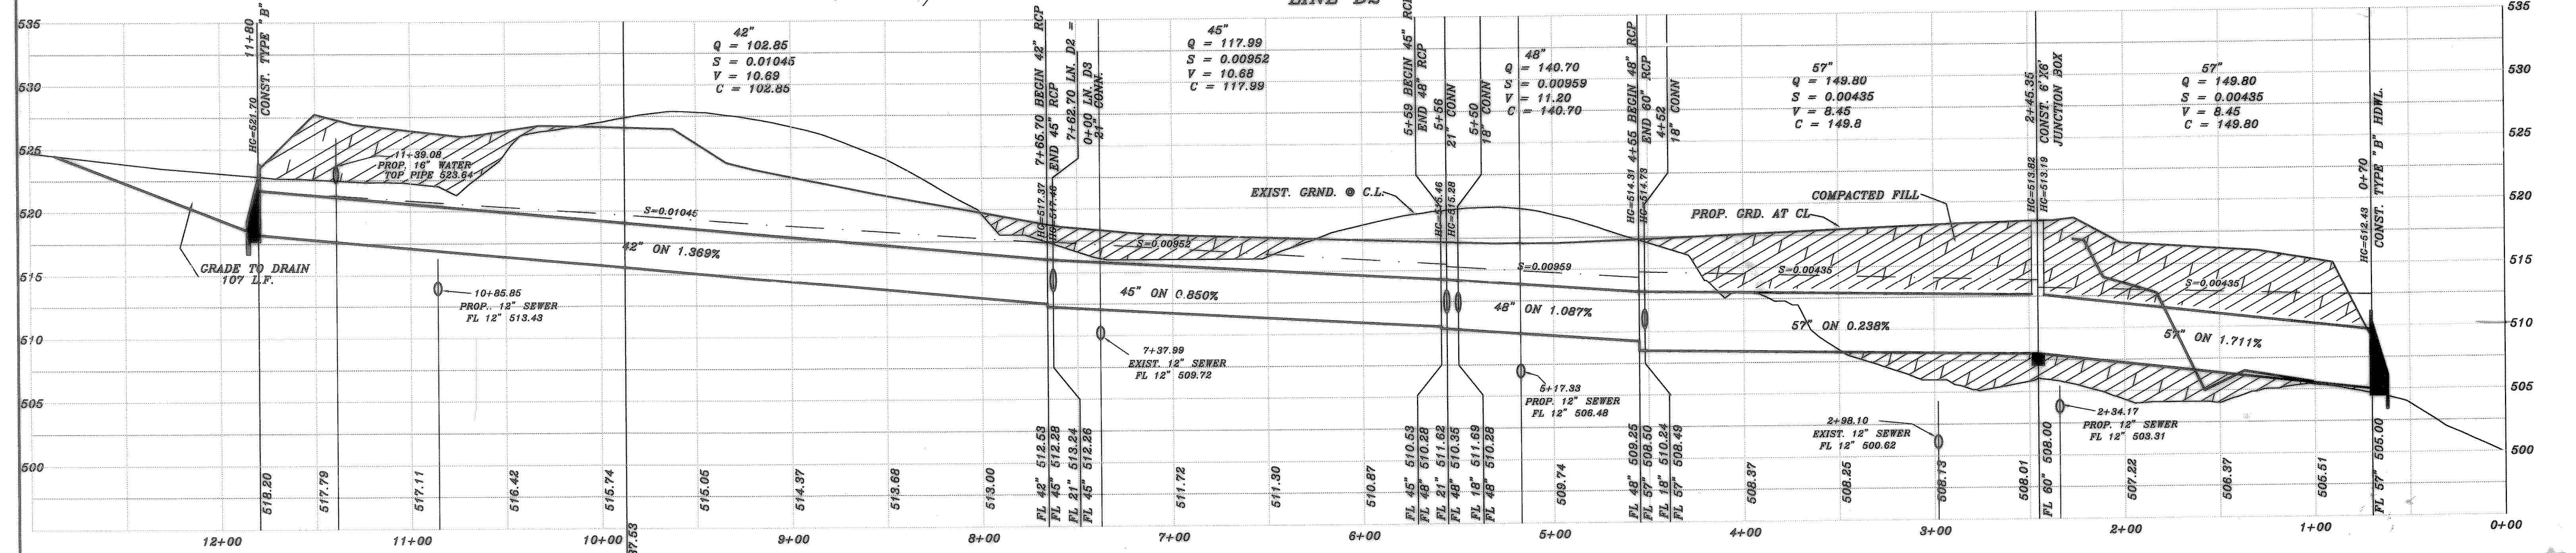 LINE D2
535
530
525
520
515
510
505
500
11+80
CONST. TYPE "B"
HG=521.70
42"
Q = 102.85
S = 0.01045
V = 10.69
C = 102.85
11+39.08
PROP. 16" WATER
TOP PIPE 523.64
GRADE TO DRAIN
107 L.F.
S=0.01045
42" ON 1.369%
10+85.85
PROP. 12" SEWER
FL 12" 513.43
7+65.70 BEGIN 42" RCP
END 45" RCP
7+62.70 LN. D2 =
0+00 LN. D3
21" CONN.
HG=517.37
45"
Q = 117.99
S = 0.00952
V = 10.68
C = 117.99
S=0.00952
45" ON 0.850%
7+37.99
EXIST. 12" SEWER
FL 12" 509.72
EXIST. GRND. @ C.L.
5+59 BEGIN 45" RCP
END 48" RCP
5+56
21" CONN
5+50
18" CONN
HG=515.28
48"
Q = 140.70
S = 0.00959
V = 11.20
C = 140.70
S=0.00959
48" ON 1.087%
5+17.33
PROP. 12" SEWER
FL 12" 506.48
HG=514.31 4+55 BEGIN 48" RCP
HG=514.73 END 60" RCP
4+52
18" CONN
57"
Q = 149.80
S = 0.00435
V = 8.45
C = 149.8
PROP. GRD. AT CL
COMPACTED FILL
S=0.00435
57" ON 0.238%
2+98.10
EXIST. 12" SEWER
FL 12" 500.62
2+45.35
CONST. 6'X6'
JUNCTION BOX
HG=513.82
HG=513.19
57"
Q = 149.80
S = 0.00435
V = 8.45
C = 149.80
S=0.00435
57" ON 1.711%
2+34.17
PROP. 12" SEWER
FL 12" 503.31
0+70
CONST. TYPE "B" HDWL.
HG=512.43
535
530
525
520
515
510
505
500
518.20
517.79
517.11
516.42
515.74
515.05
514.37
513.68
513.00
FL 42" 512.53
FL 45" 512.28
FL 21" 513.24
FL 45" 512.26
511.72
511.30
510.87
FL 45" 510.53
FL 48" 510.28
FL 21" 511.62
FL 48" 510.35
FL 18" 511.69
FL 48" 510.28
509.74
FL 48" 509.25
FL 57" 508.50
FL 18" 510.24
FL 57" 508.49
508.37
508.25
508.13
508.01
FL 60" 508.00
507.22
506.37
505.51
FL 57" 505.00
12+00
11+00
10+00
9+00
8+00
7+00
6+00
5+00
4+00
3+00
2+00
1+00
0+00